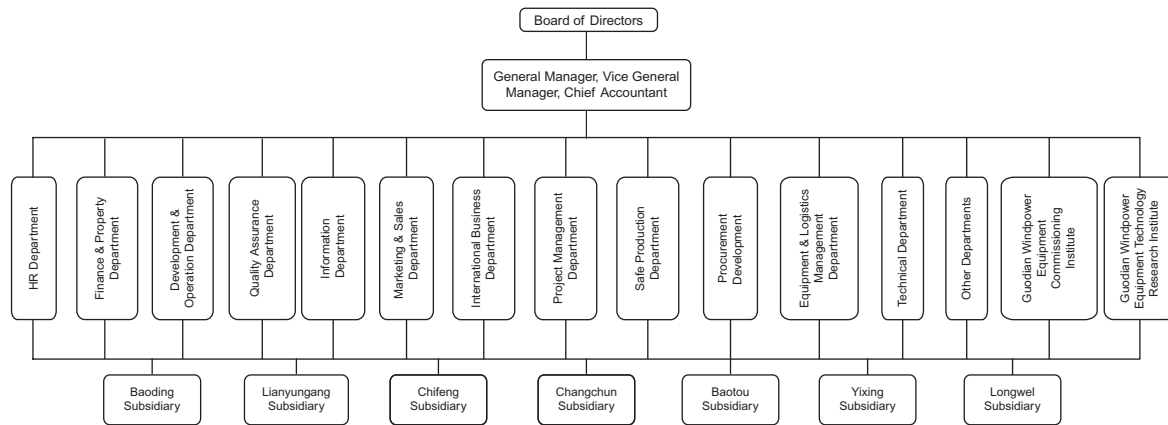 Board of Directors
General Manager, Vice General
Manager, Chief Accountant
HR Department
Finance & Property
Department
Development &
Operation Department
Quality Assurance
Department
Information
Department
Marketing & Sales
Department
International Business
Department
Project Management
Department
Safe Production
Department
Procurement
Development
Equipment & Logistics
Management
Department
Technical Department
Other Departments
Guodian Windpower
Equipment
Commissioning
Institute
Guodian Windpower
Equipment Technology
Research Institute
Baoding
Subsidiary
Lianyungang
Subsidiary
Chifeng
Subsidiary
Changchun
Subsidiary
Baotou
Subsidiary
Yixing
Subsidiary
Longwel
Subsidiary